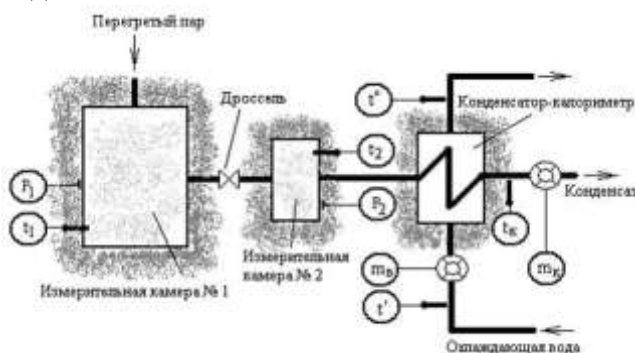 Перегретый пар
Дроссель
t"
Конденсатор-калориметр
P₁
t₁
t₂
P₂
Конденсат
tк
mк
mв
t'
Измерительная камера № 1
Измерительная
камера № 2
Охлаждающая вода